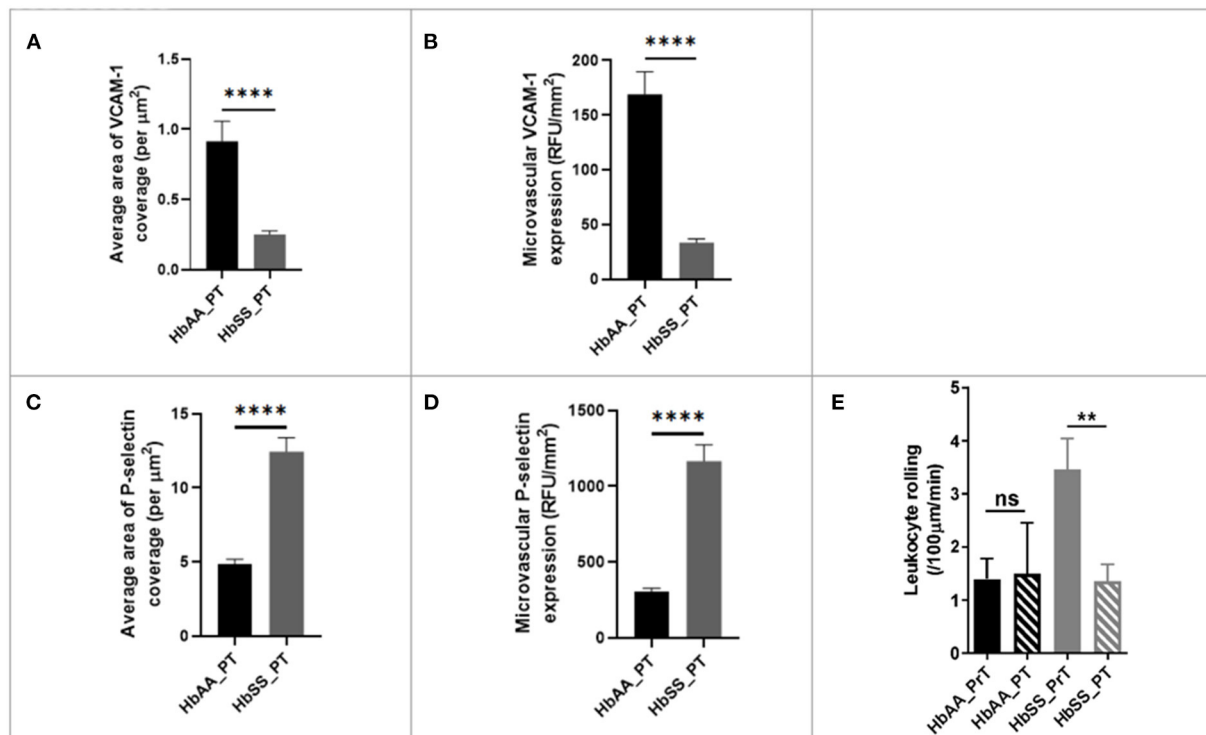 A
Average area of VCAM-1
coverage (per μm²)
1.5
1.0
0.5
0.0
****
HbAA_PT
HbSS_PT
B
Microvascular VCAM-1
expression (RFU/mm²)
200
150
100
50
0
****
HbAA_PT
HbSS_PT
C
Average area of P-selectin
coverage (per μm²)
15
10
5
0
****
HbAA_PT
HbSS_PT
D
Microvascular P-selectin
expression (RFU/mm²)
1500
1000
500
0
****
HbAA_PT
HbSS_PT
E
Leukocyte rolling
(/100μm/min)
5
4
3
2
1
0
ns
**
HbAA_PrT
HbAA_PT
HbSS_PrT
HbSS_PT